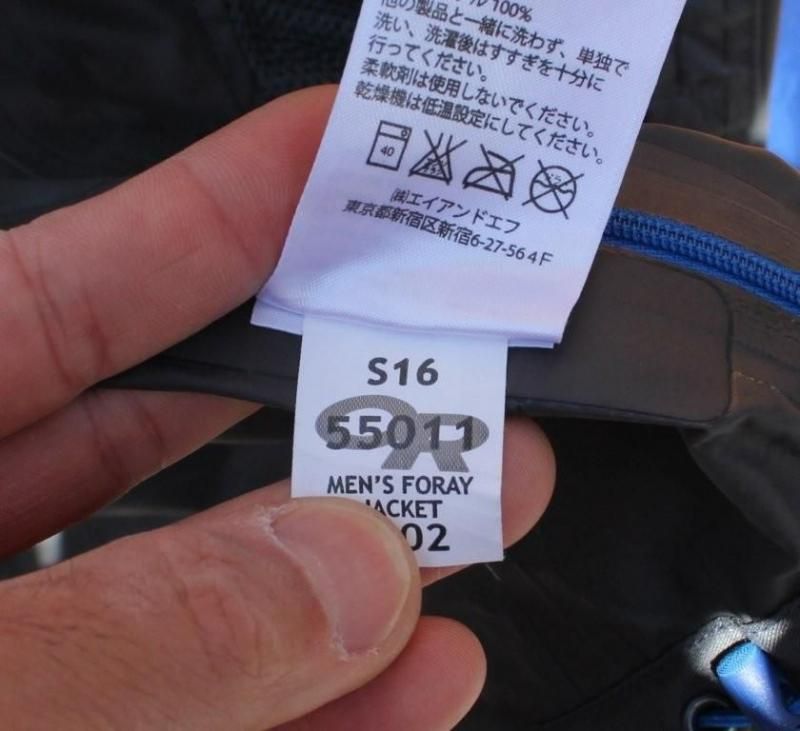 ル 100%
他の製品と一緒に洗わず、単独で
洗い、洗濯後はすすぎを十分に
行ってください。
柔軟剤は使用しないでください。
乾燥機は低温設定にしてください。
40
㈱エイアンドエフ
東京都新宿区新宿6-27-56 4F
S16
55011
OR
MEN'S FORAY
JACKET
02